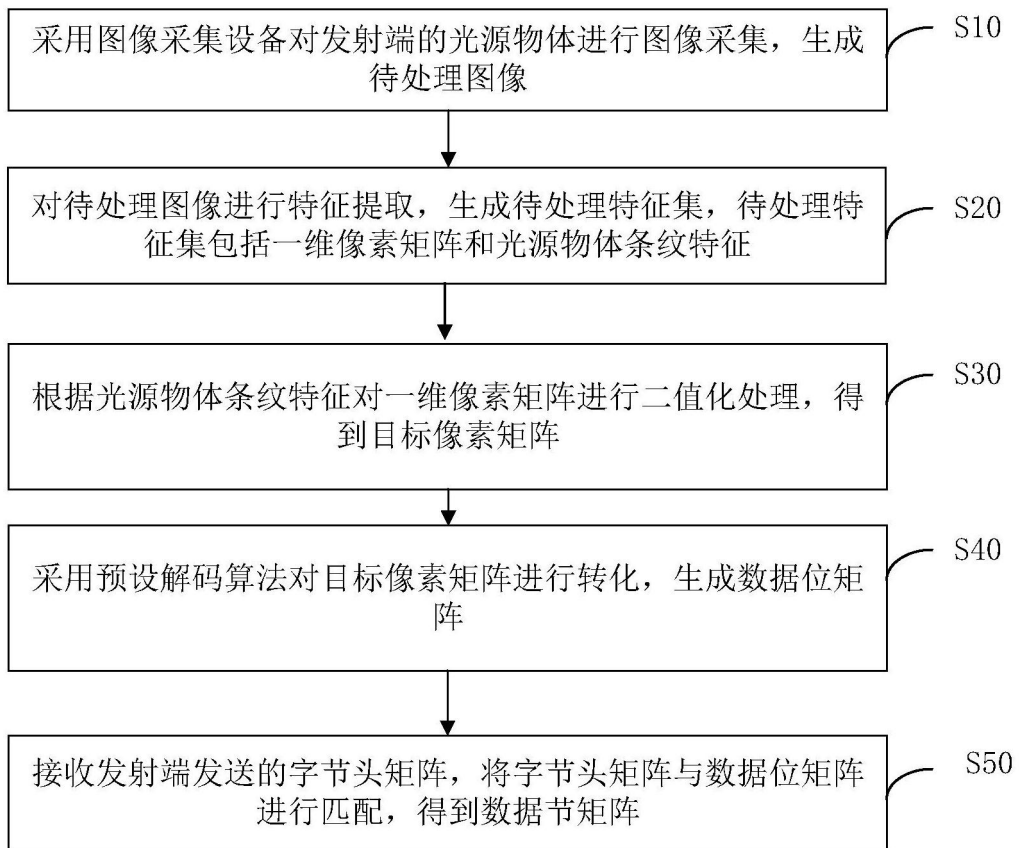 采用图像采集设备对发射端的光源物体进行图像采集，生成
待处理图像
S10
对待处理图像进行特征提取，生成待处理特征集，待处理特
征集包括一维像素矩阵和光源物体条纹特征
S20
根据光源物体条纹特征对一维像素矩阵进行二值化处理，得
到目标像素矩阵
S30
采用预设解码算法对目标像素矩阵进行转化，生成数据位矩
阵
S40
接收发射端发送的字节头矩阵，将字节头矩阵与数据位矩阵
进行匹配，得到数据节矩阵
S50